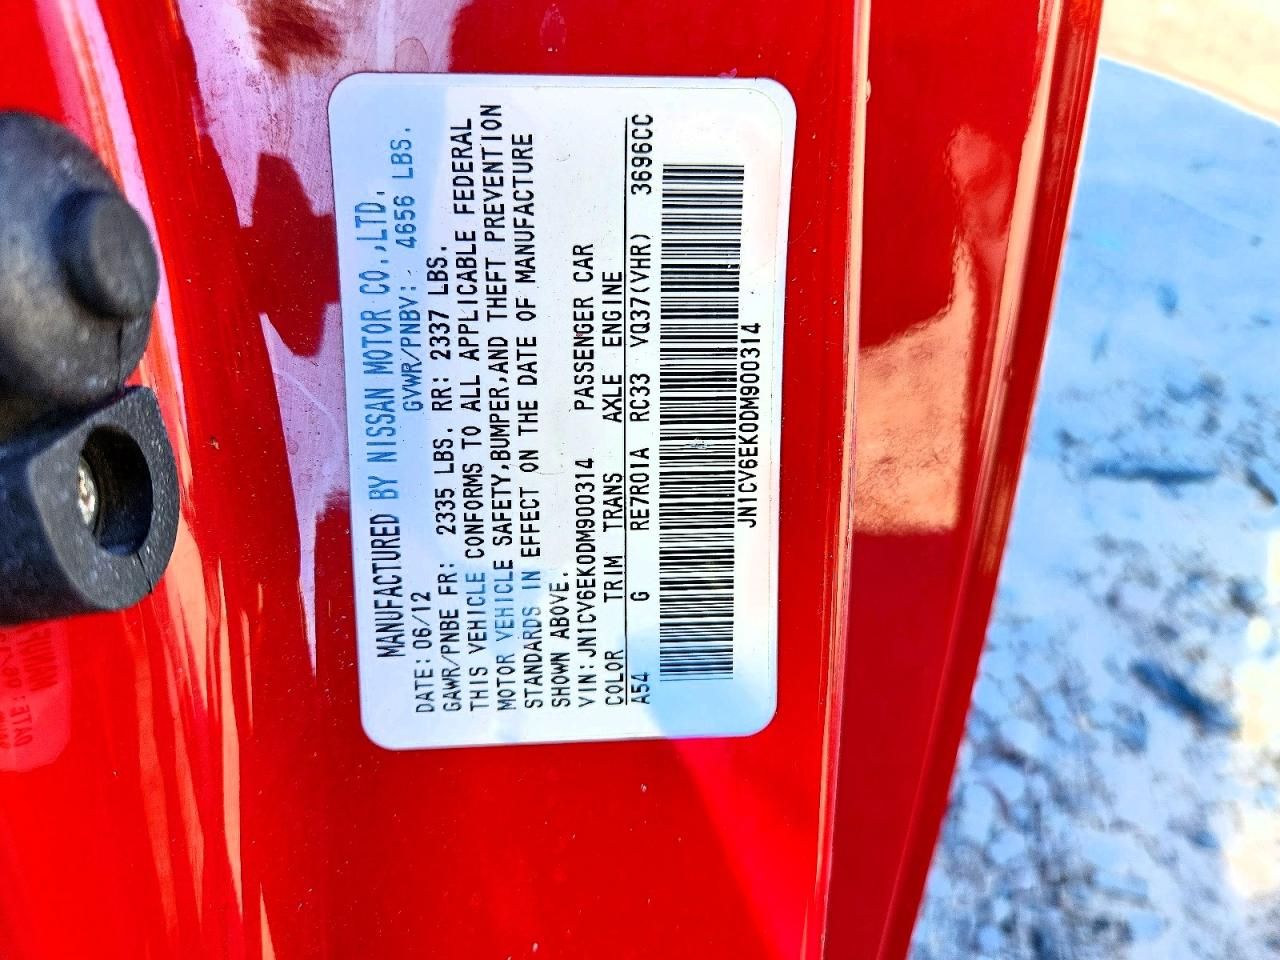 MANUFACTURED BY NISSAN MOTOR CO.,LTD.
DATE: 06/12 GVWR/PNBV: 4656 LBS.
GAWR/PNBE FR: 2335 LBS. RR: 2337 LBS.
THIS VEHICLE CONFORMS TO ALL APPLICABLE FEDERAL
MOTOR VEHICLE SAFETY,BUMPER,AND THEFT PREVENTION
STANDARDS IN EFFECT ON THE DATE OF MANUFACTURE
SHOWN ABOVE.
VIN:JN1CV6EK0DM900314 PASSENGER CAR
COLOR TRIM TRANS AXLE ENGINE
A54 G RE7R01A RC33 VQ37(VHR) 3696CC
JN1CV6EK0DM900314